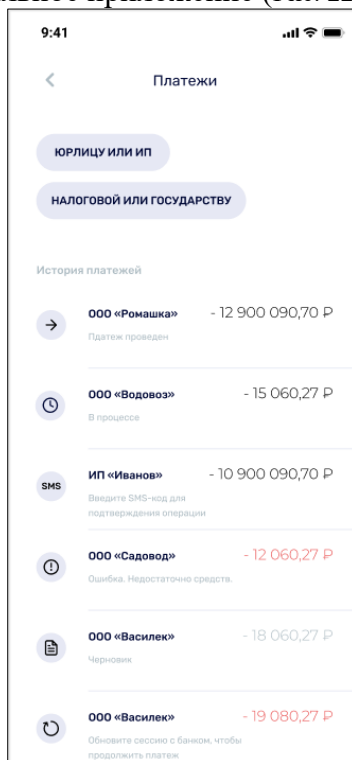 9:41
Платежи
ЮРЛИЦУ ИЛИ ИП
НАЛОГОВОЙ ИЛИ ГОСУДАРСТВУ
История платежей
ООО «Ромашка» - 12 900 090,70 ₽
Пдатеж проведен
ООО «Водовоз» - 15 060,27 ₽
В процессе
SMS ИП «Иванов» - 10 900 090,70 ₽
Введите SMS-код для
подтверждения операции
ООО «Садовод» - 12 060,27 ₽
Ошибка. Недостаточно средств.
ООО «Василек» - 18 060,27 ₽
Черновик
ООО «Василек» - 19 080,27 ₽
Обновите сессию с банком, чтобы
продолжить платеж